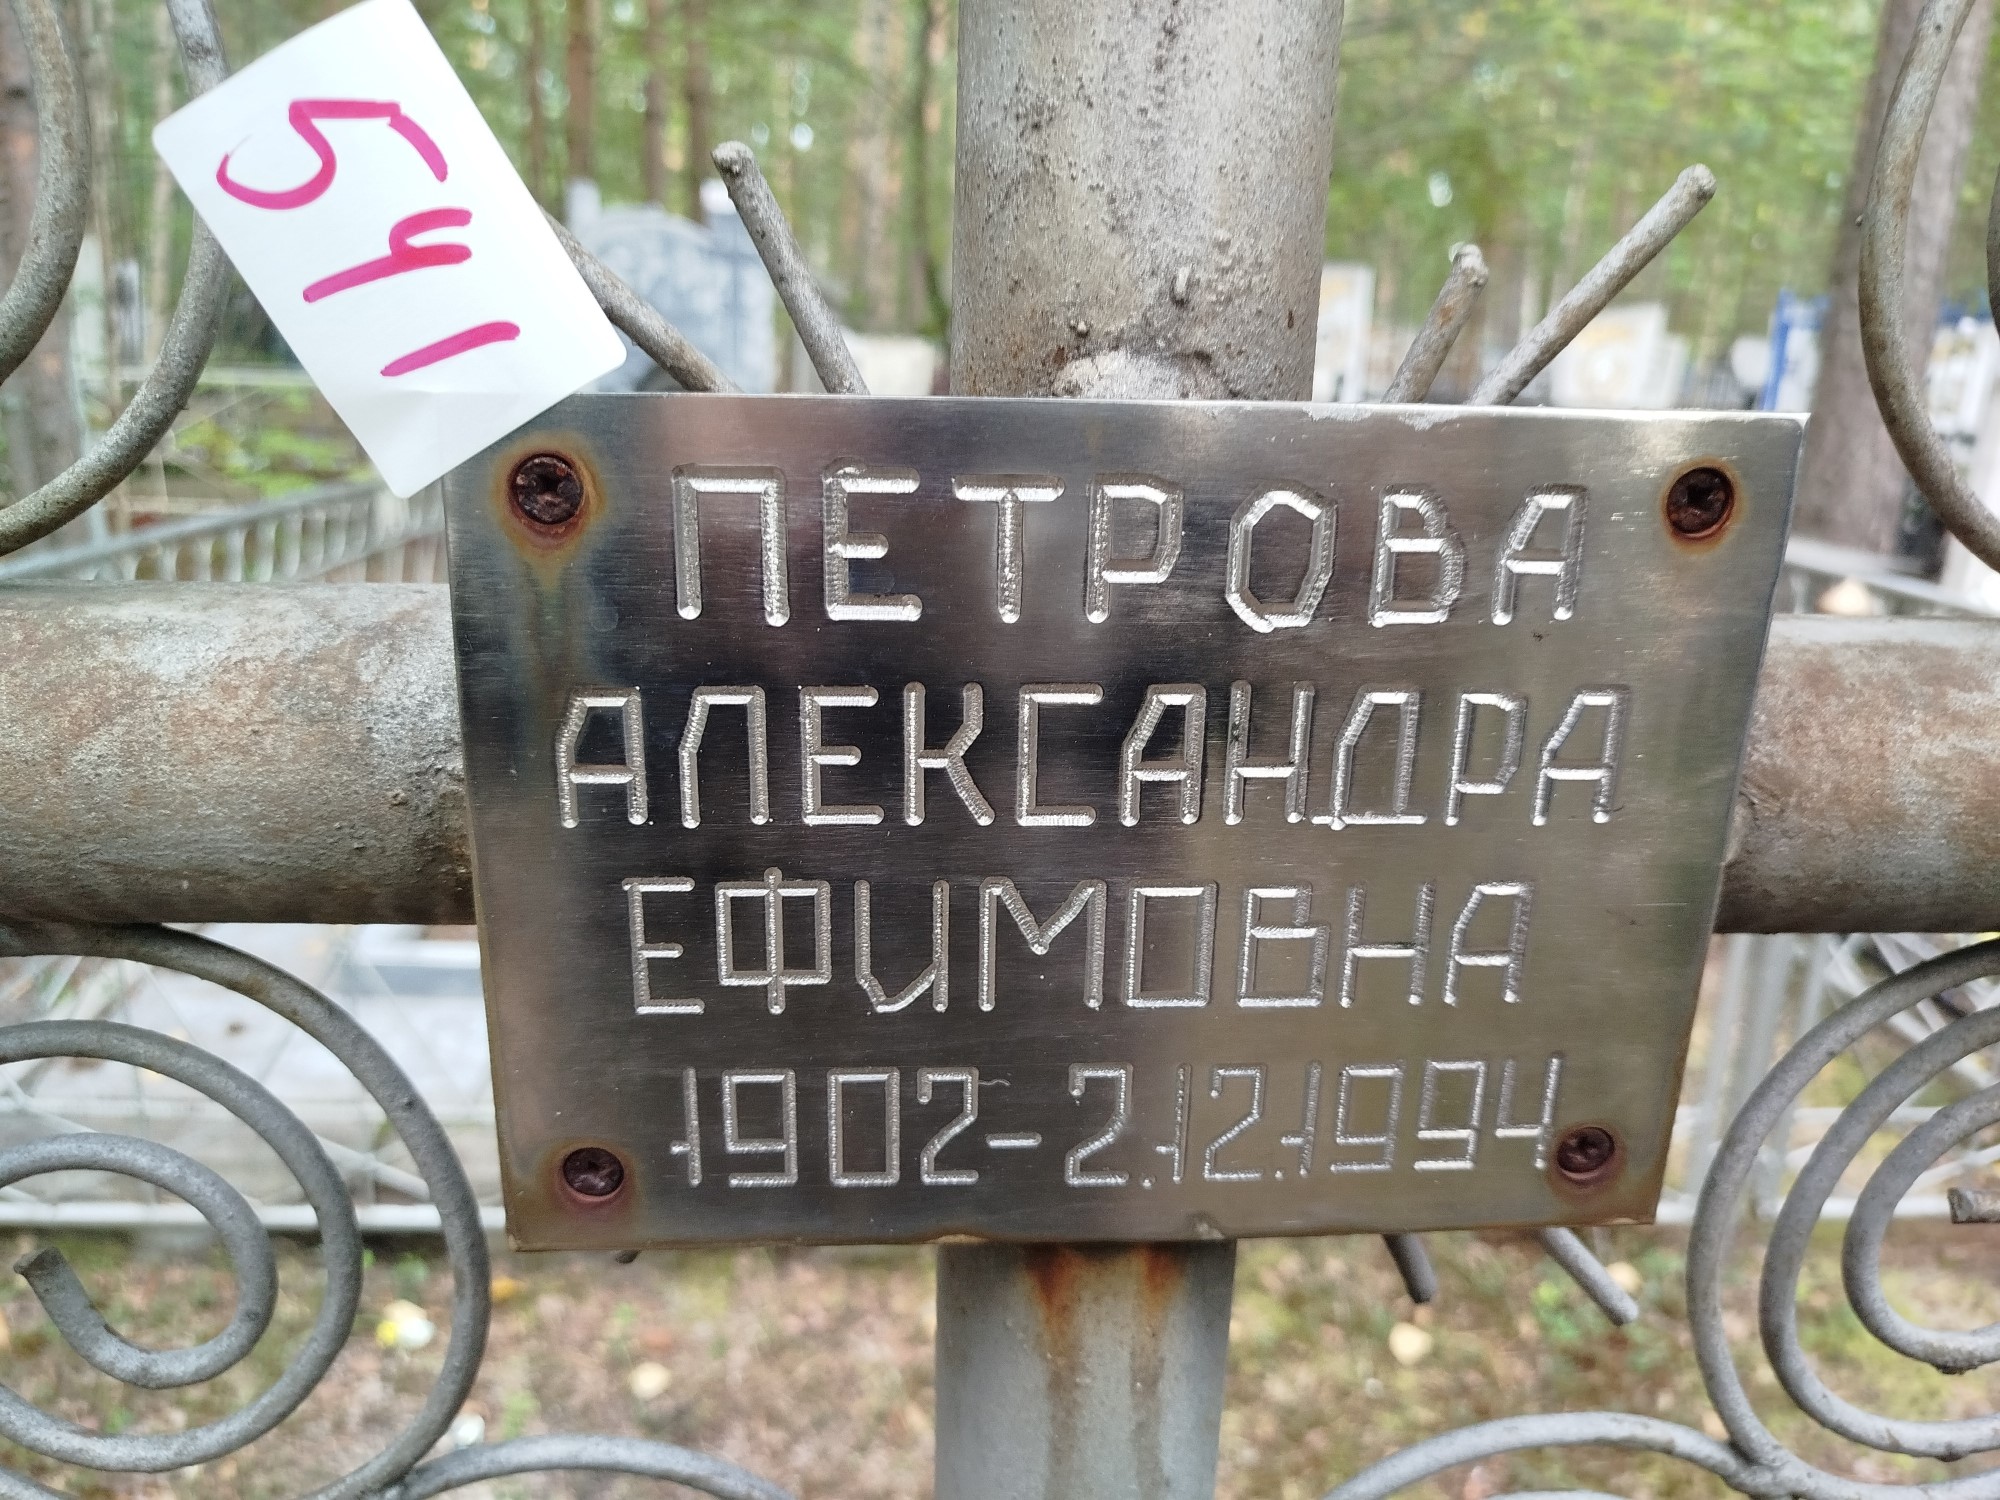 541
ПЕТРОВА
АЛЕКСАНДРА
ЕФИМОВНА
1902-2.12.1994